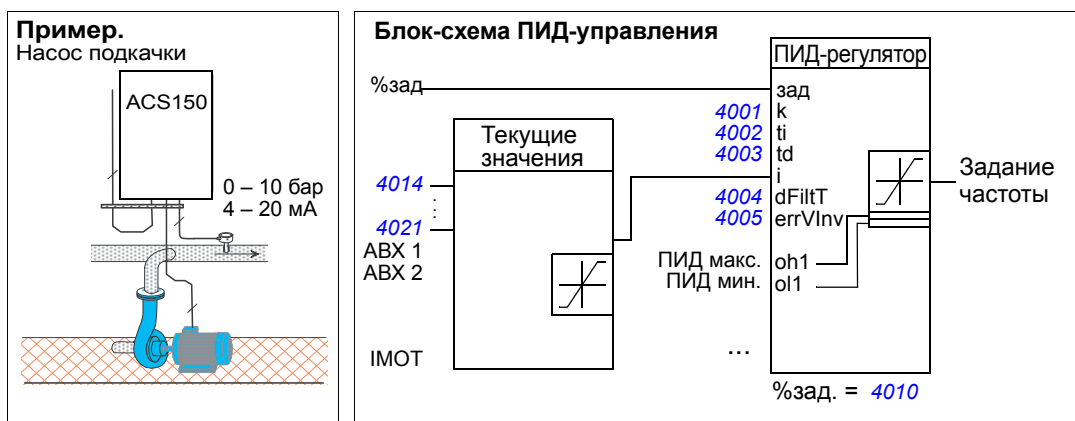 Пример.
Насос подкачки
ACS150
0 – 10 бар
4 – 20 мА
Блок-схема ПИД-управления
%зад
Текущие
значения
4014
⋮
4021
АВХ 1
АВХ 2
IMOT
ПИД-регулятор
зад
4001 k
4002 ti
4003 td
i
4004 dFiltT
4005 errVInv
ПИД макс. oh1
ПИД мин. ol1
...
Задание
частоты
%зад. = 4010